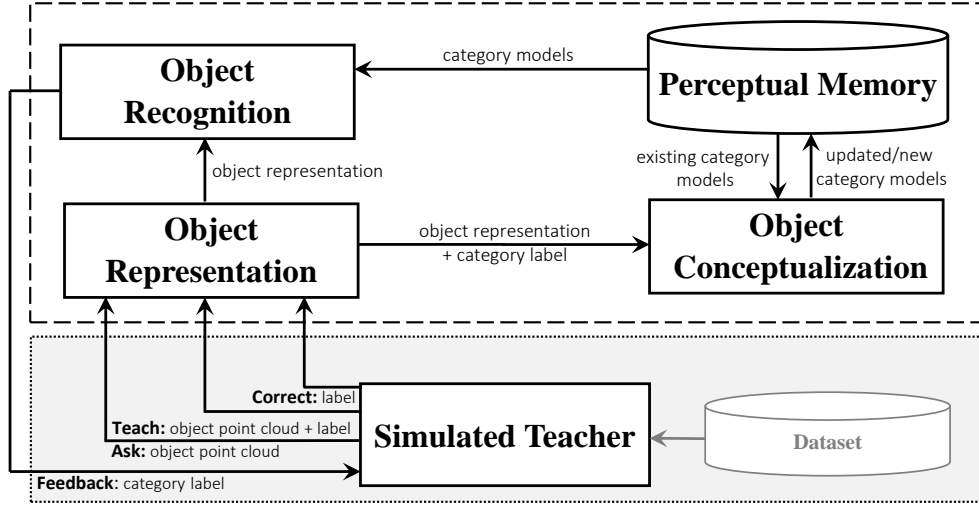 Object
Recognition
category models
Perceptual Memory
object representation
existing category
models
updated/new
category models
Object
Representation
object representation
+ category label
Object
Conceptualization
Correct: label
Teach: object point cloud + label
Ask: object point cloud
Feedback: category label
Simulated Teacher
Dataset